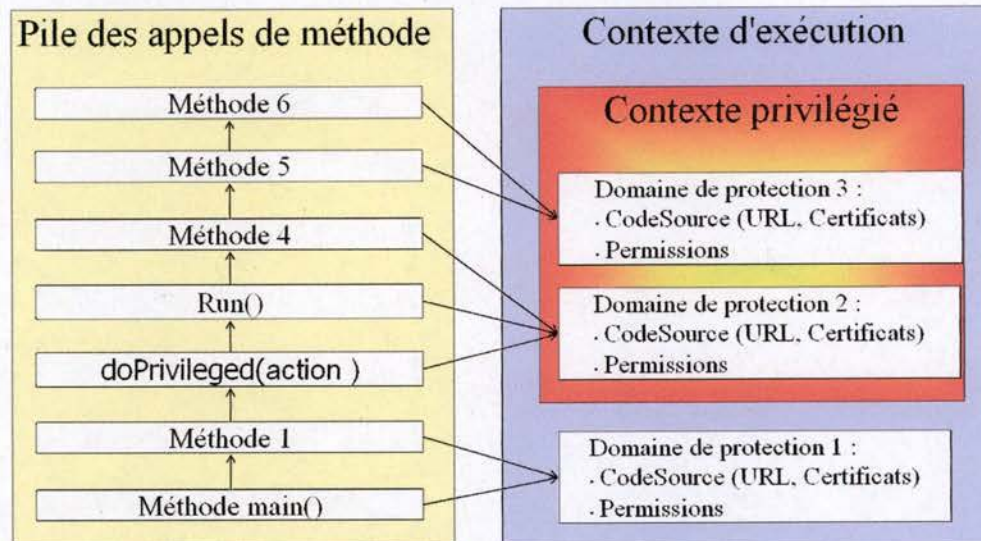 Pile des appels de méthode
Méthode 6
Méthode 5
Méthode 4
Run()
doPrivileged(action )
Méthode 1
Méthode main()
Contexte d'exécution
Contexte privilégié
Domaine de protection 3 :
. CodeSource (URL, Certificats)
. Permissions
Domaine de protection 2 :
. CodeSource (URL, Certificats)
. Permissions
Domaine de protection 1 :
. CodeSource (URL, Certificats)
. Permissions